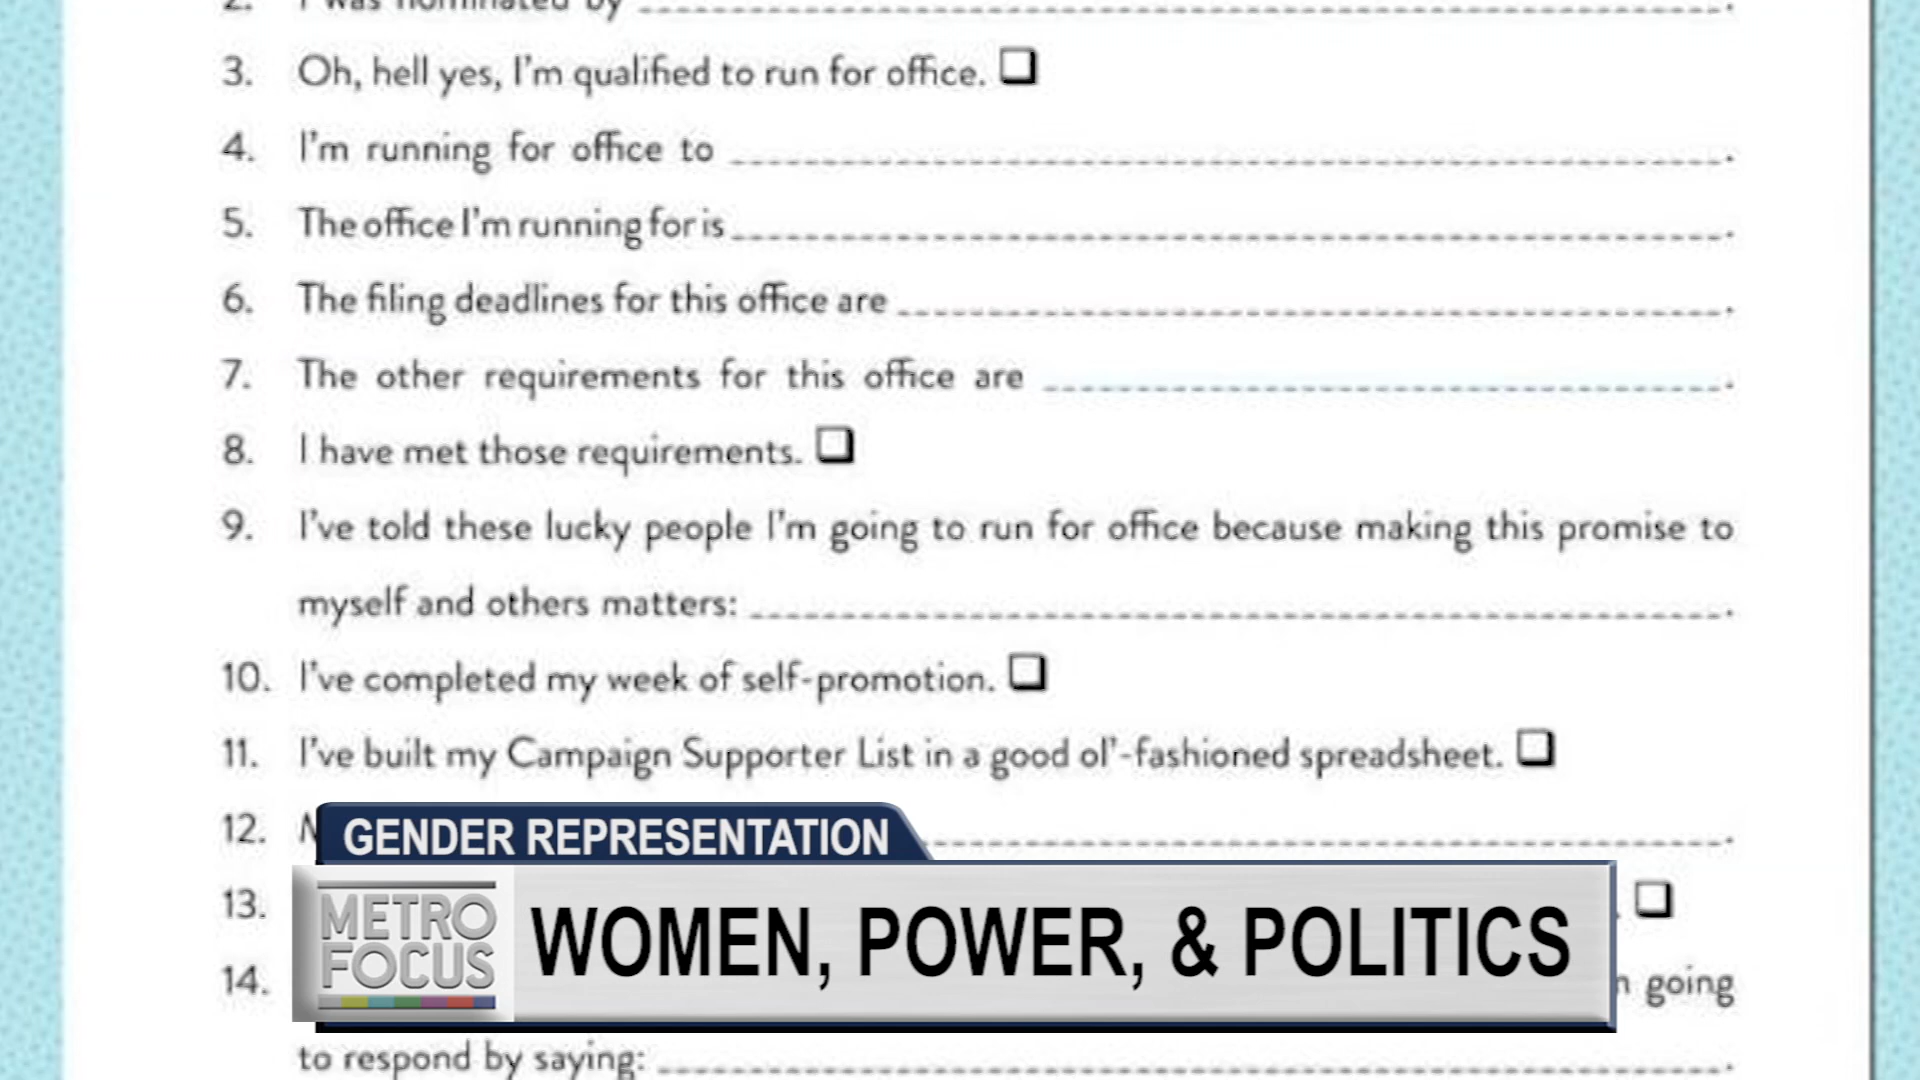 2. I was nominated by
3. Oh, hell yes, I'm qualified to run for office.
4. I'm running for office to
5. The office I'm running for is
6. The filing deadlines for this office are
7. The other requirements for this office are
8. I have met those requirements.
9. I've told these lucky people I'm going to run for office because making this promise to
myself and others matters:
10. I've completed my week of self-promotion.
11. I've built my Campaign Supporter List in a good ol'-fashioned spreadsheet.
12.
GENDER REPRESENTATION
13.
METRO
FOCUS
WOMEN, POWER, & POLITICS
14. going
to respond by saying: